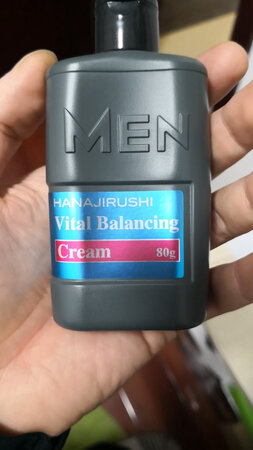 MEN
HANAJIRUSHI
Vital Balancing
Cream 80g